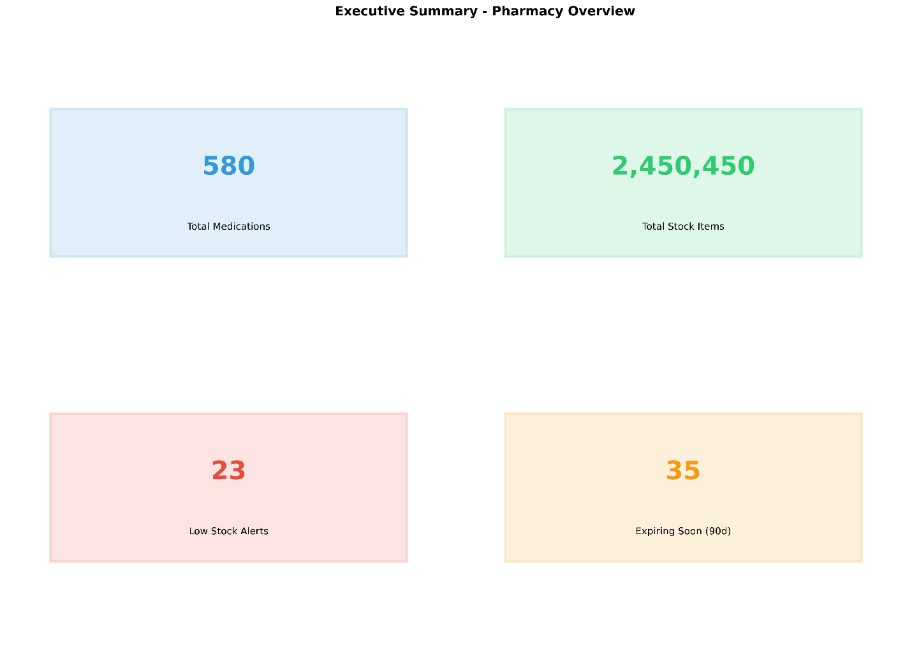 Executive Summary - Pharmacy Overview
580
Total Medications
2,450,450
Total Stock Items
23
Low Stock Alerts
35
Expiring Soon (90d)